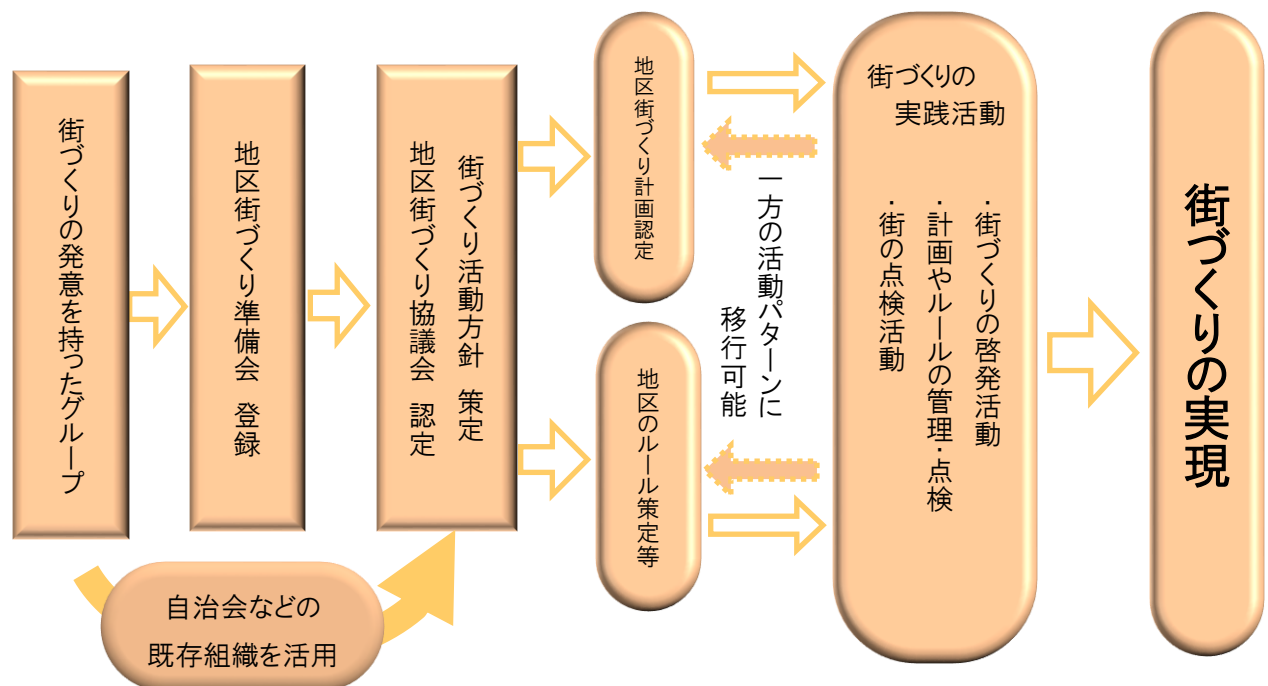 街づくりの発意を持ったグループ
地区街づくり準備会 登録
街づくり活動方針 策定
地区街づくり協議会 認定
自治会などの
既存組織を活用
地区街づくり計画認定
地区のルール策定等
一方の活動パターンに
移行可能
街づくりの
実践活動
・街づくりの啓発活動
・計画やルールの管理・点検
・街の点検活動
街づくりの実現